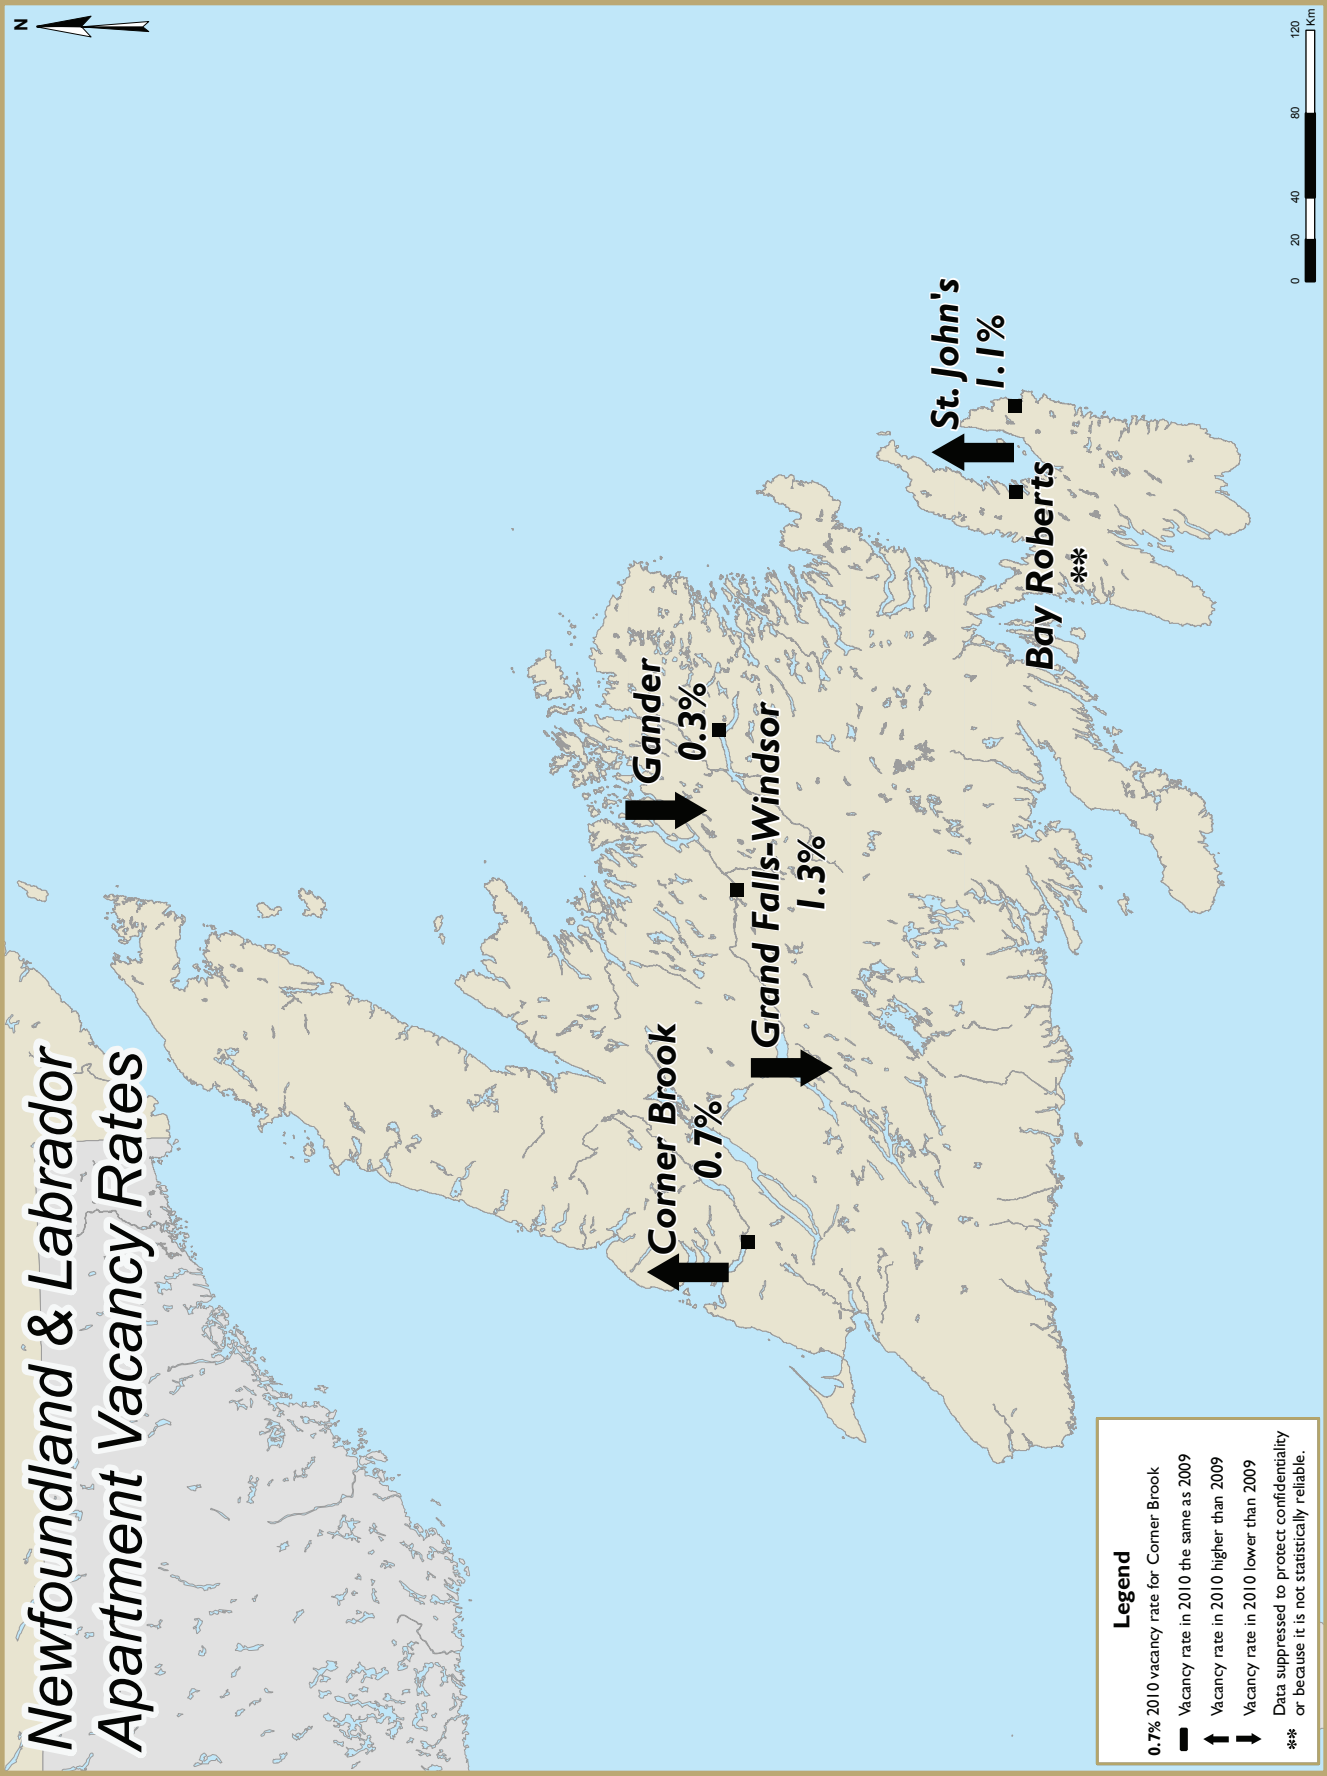 Newfoundland & Labrador
Apartment Vacancy Rates
N
Corner Brook
0.7%
Grand Falls-Windsor
1.3%
Gander
0.3%
St. John's
1.1%
Bay Roberts
**
Legend
0.7% 2010 vacancy rate for Corner Brook
Vacancy rate in 2010 the same as 2009
Vacancy rate in 2010 higher than 2009
Vacancy rate in 2010 lower than 2009
** Data suppressed to protect confidentiality
or because it is not statistically reliable.
0 20 40 80 120
Km